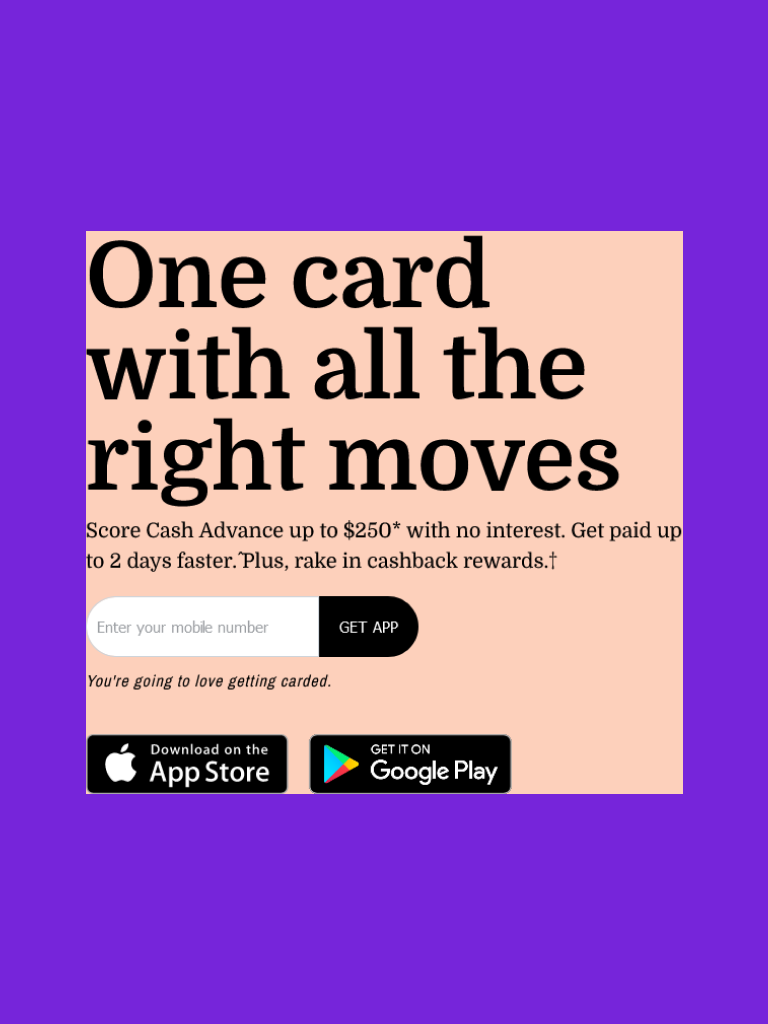 One card
with all the
right moves
Score Cash Advance up to $250* with no interest. Get paid up
to 2 days faster.^Plus, rake in cashback rewards.†
Enter your mobile number
GET APP
You're going to love getting carded.
Download on the
App Store
GET IT ON
Google Play